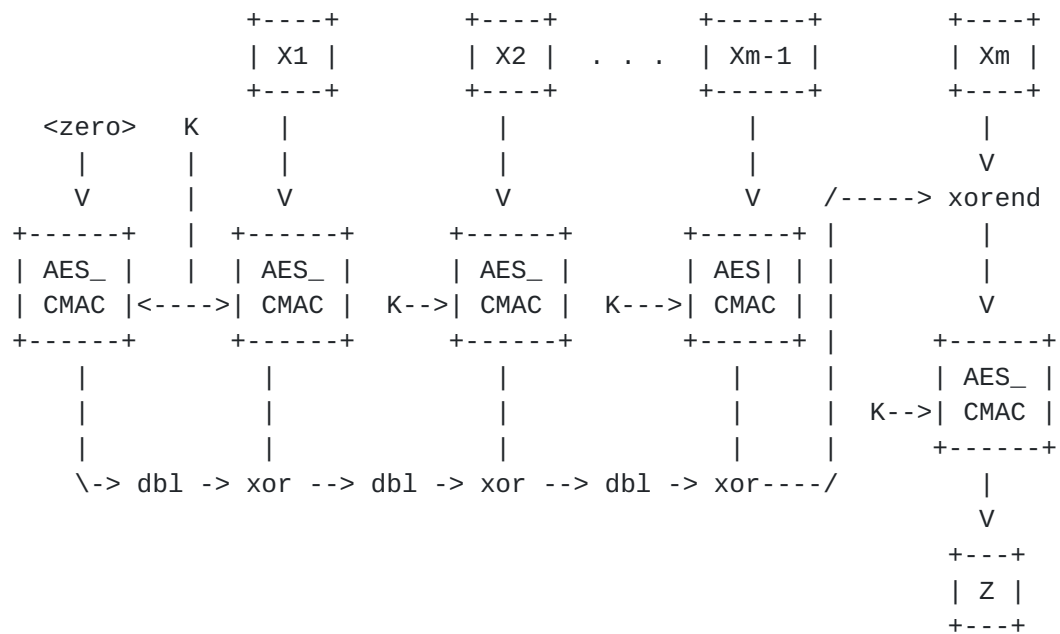 +----+        +----+          +------+        +----+
                | X1 |        | X2 |  . . .  | Xm-1 |        | Xm |
                +----+        +----+          +------+        +----+
  <zero>   K      |             |               |              |
    |      |      |             |               |              V
    V      |      V             V               V    /-----> xorend
+------+   |  +------+      +------+       +------+ |         |
| AES_ |   |  | AES_ |      | AES_ |       | AES| | |         |
| CMAC |<---->| CMAC |  K-->| CMAC |  K--->| CMAC | |         V
+------+      +------+      +------+       +------+ |      +------+
    |           |              |              |     |      | AES_ |
    |           |              |              |     |  K-->| CMAC |
    |           |              |              |     |      +------+
    \-> dbl -> xor --> dbl -> xor --> dbl -> xor----/         |
                                                              V
                                                            +---+
                                                            | Z |
                                                            +---+